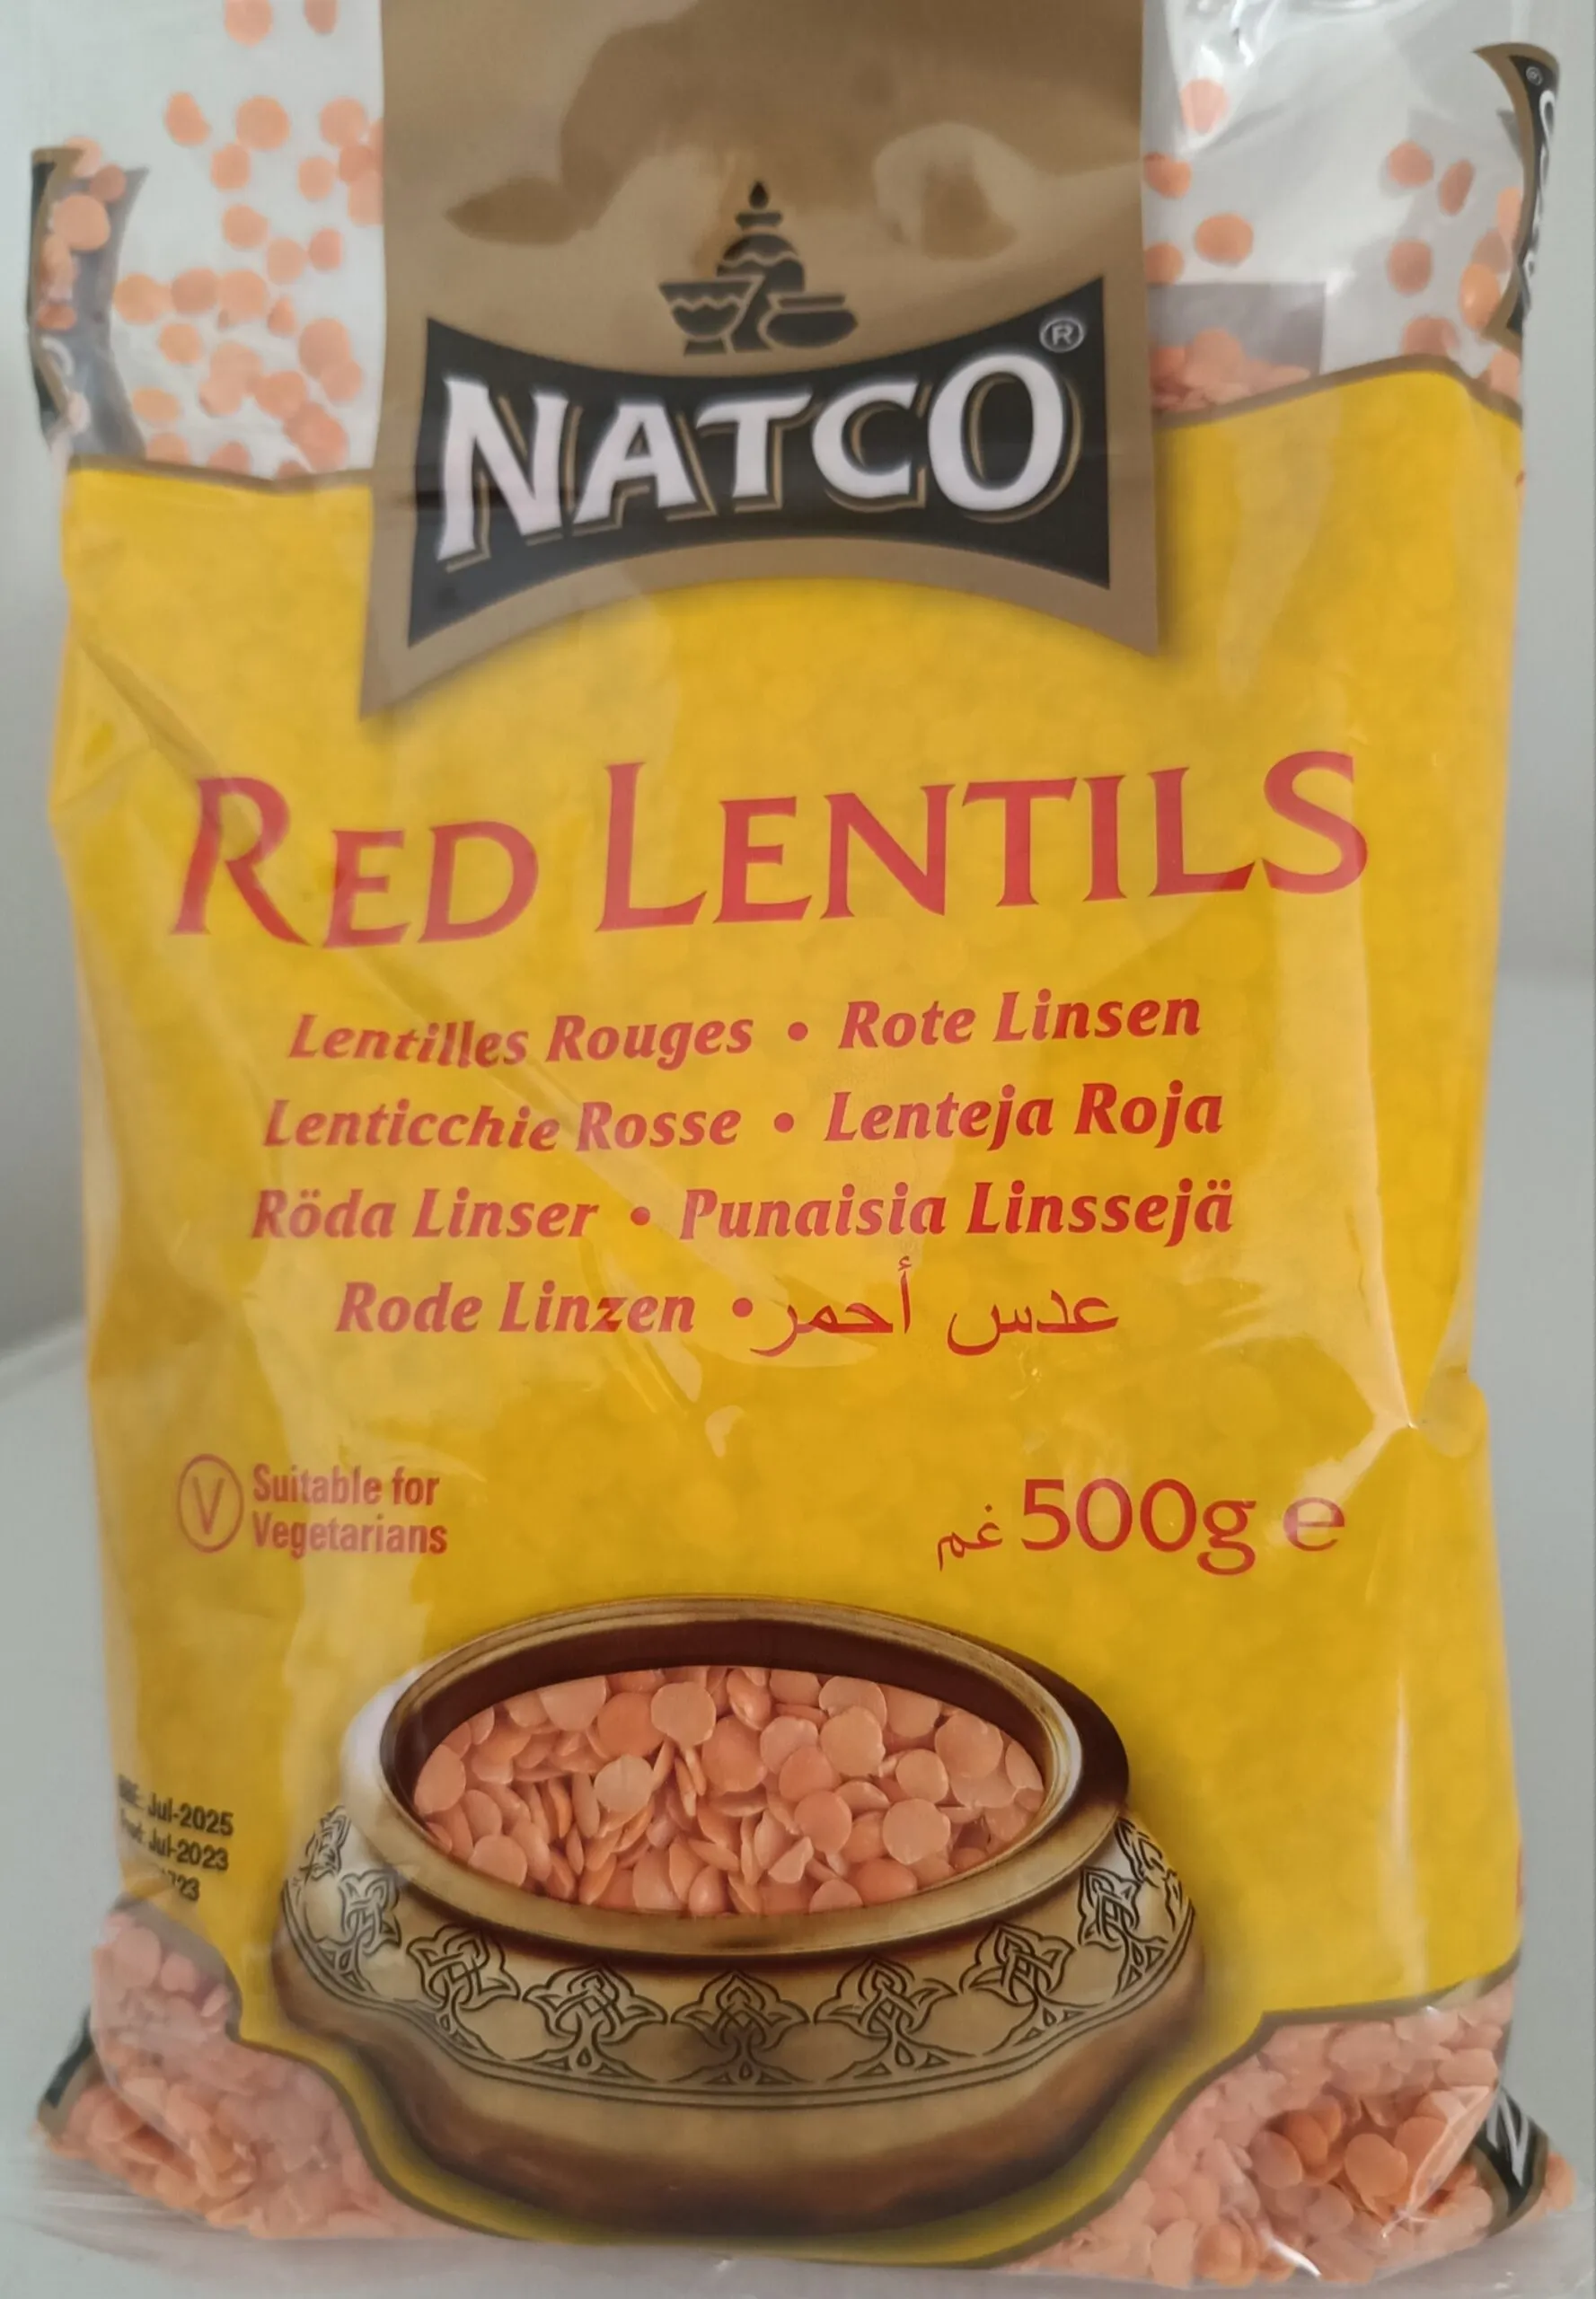 NATCO®
RED LENTILS
Lentilles Rouges • Rote Linsen
Lenticchie Rosse • Lenteja Roja
Röda Linser • Punaisia Linssejä
Rode Linzen • عدس أحمر
V Suitable for
Vegetarians
500g e غم
Jul-2025
Jul-2023